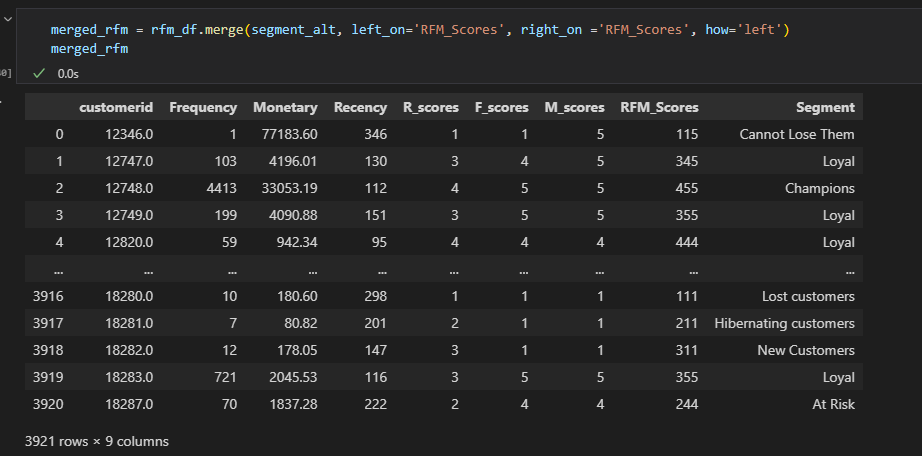 merged_rfm = rfm_df.merge(segment_alt, left_on='RFM_Scores', right_on ='RFM_Scores', how='left')
merged_rfm
0.0s
customerid Frequency Monetary Recency R_scores F_scores M_scores RFM_Scores Segment
0 12346.0 1 77183.60 346 1 1 5 115 Cannot Lose Them
1 12747.0 103 4196.01 130 3 4 5 345 Loyal
2 12748.0 4413 33053.19 112 4 5 5 455 Champions
3 12749.0 199 4090.88 151 3 5 5 355 Loyal
4 12820.0 59 942.34 95 4 4 4 444 Loyal
... ... ... ... ... ... ... ... ... ...
3916 18280.0 10 180.60 298 1 1 1 111 Lost customers
3917 18281.0 7 80.82 201 2 1 1 211 Hibernating customers
3918 18282.0 12 178.05 147 3 1 1 311 New Customers
3919 18283.0 721 2045.53 116 3 5 5 355 Loyal
3920 18287.0 70 1837.28 222 2 4 4 244 At Risk
3921 rows × 9 columns